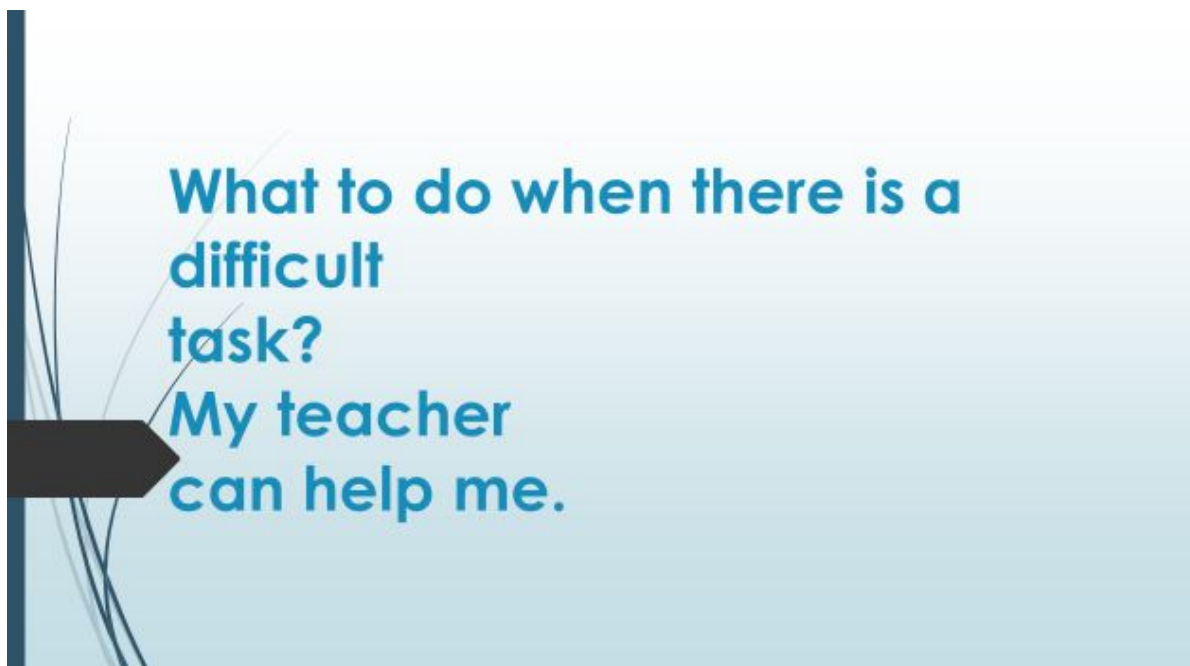 What to do when there is a
difficult
task?
My teacher
can help me.